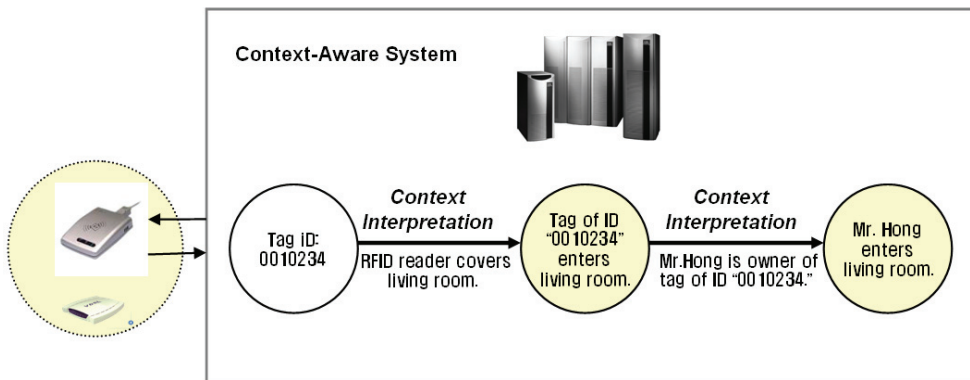 Context-Aware System
Tag iD:
0010234
Context
Interpretation
RFID reader covers
living room.
Tag of ID
“0010234”
enters
living room.
Context
Interpretation
Mr.Hong is owner of
tag of ID “0010234.”
Mr. Hong
enters
living room.